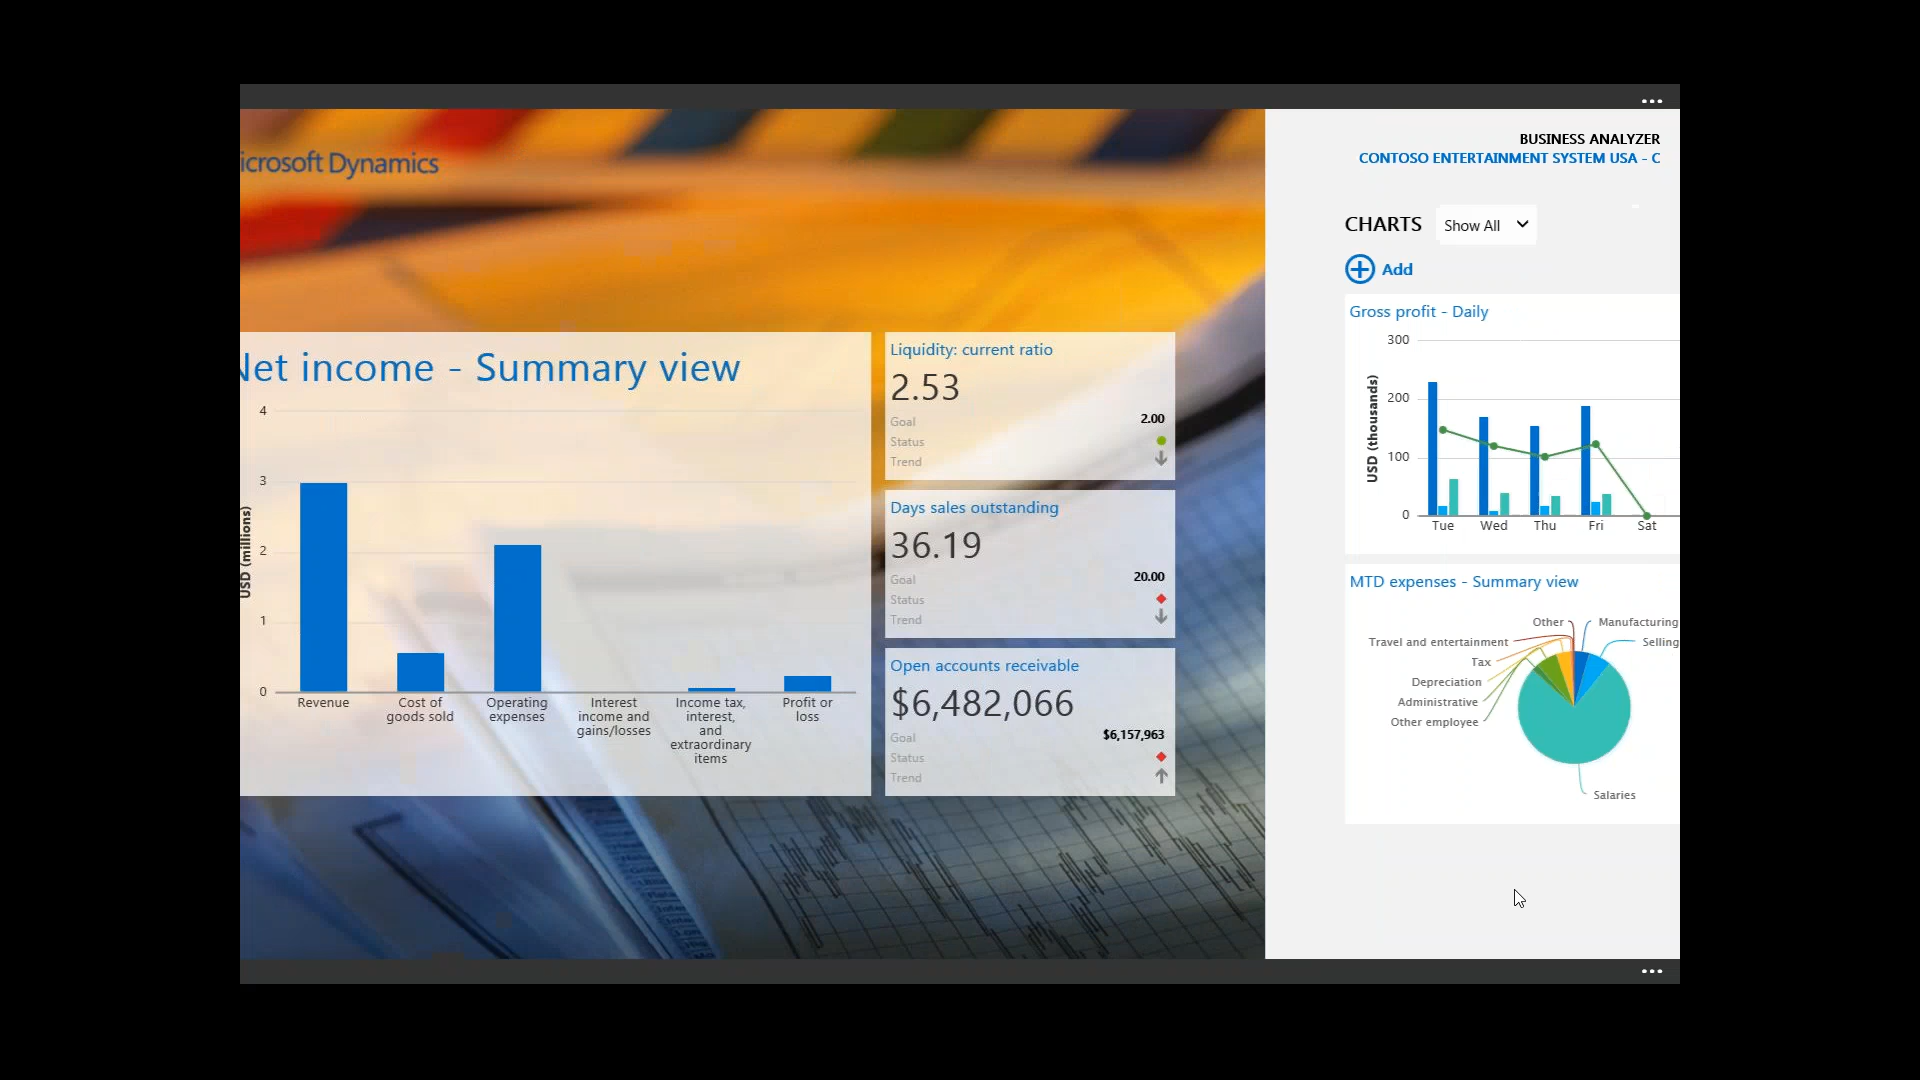 BUSINESS ANALYZER
CONTOSO ENTERTAINMENT SYSTEM USA - C
icrosoft Dynamics
Net income - Summary view
USD (millions)
4
3
2
1
0
Revenue
Cost of
goods sold
Operating
expenses
Interest
income and
gains/losses
Income tax,
interest,
and
extraordinary
items
Profit or
loss
Liquidity: current ratio
2.53
Goal 2.00
Status
Trend
Days sales outstanding
36.19
Goal 20.00
Status
Trend
Open accounts receivable
$6,482,066
Goal $6,157,963
Status
Trend
CHARTS Show All
Add
Gross profit - Daily
USD (thousands)
300
200
100
0
Tue Wed Thu Fri Sat
MTD expenses - Summary view
Other
Manufacturing
Travel and entertainment
Selling
Tax
Depreciation
Administrative
Other employee
Salaries